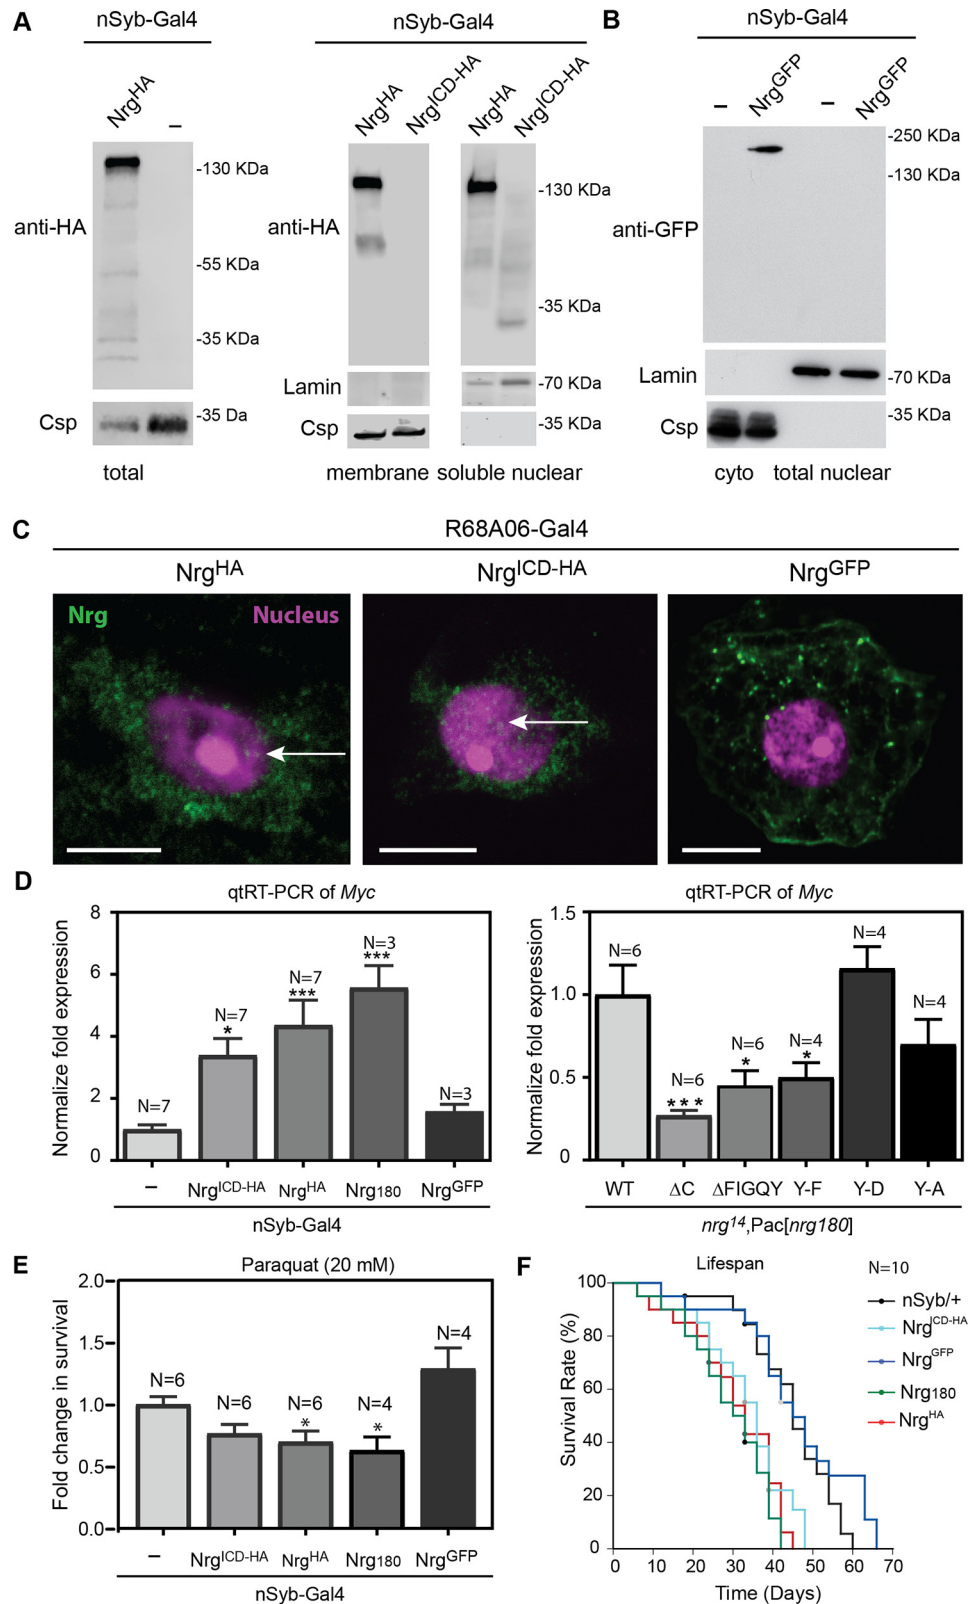 A
nSyb-Gal4
nSyb-Gal4
B
nSyb-Gal4
NrgHA
–
NrgHA
NrgICD-HA
NrgHA
NrgICD-HA
–
NrgGFP
–
NrgGFP
anti-HA
-130 KDa
-55 KDa
-35 KDa
anti-HA
-130 KDa
-35 KDa
anti-GFP
-250 KDa
-130 KDa
Lamin
-70 KDa
Lamin
-70 KDa
Csp
-35 Da
Csp
-35 KDa
Csp
-35 KDa
total
membrane
soluble nuclear
cyto
total nuclear
C
R68A06-Gal4
NrgHA
NrgICD-HA
NrgGFP
Nrg
Nucleus
D
qtRT-PCR of Myc
Normalize fold expression
8
6
4
2
0
N=7
N=7
*
N=7
***
N=3
***
N=3
–
NrgICD-HA
NrgHA
Nrg180
NrgGFP
nSyb-Gal4
qtRT-PCR of Myc
Normalize fold expression
1.5
1.0
0.5
0
N=6
N=6
***
N=6
*
N=4
*
N=4
N=4
WT
ΔC
ΔFIGQY
Y-F
Y-D
Y-A
nrg14,Pac[nrg180]
E
Paraquat (20 mM)
Fold change in survival
2.0
1.5
1.0
0.5
0.0
N=6
N=6
N=6
*
N=4
*
N=4
–
NrgICD-HA
NrgHA
Nrg180
NrgGFP
nSyb-Gal4
F
Lifespan
Survival Rate (%)
100
80
60
40
20
0
0
10
20
30
40
50
60
70
Time (Days)
N=10
nSyb/+
NrgICD-HA
NrgGFP
Nrg180
NrgHA